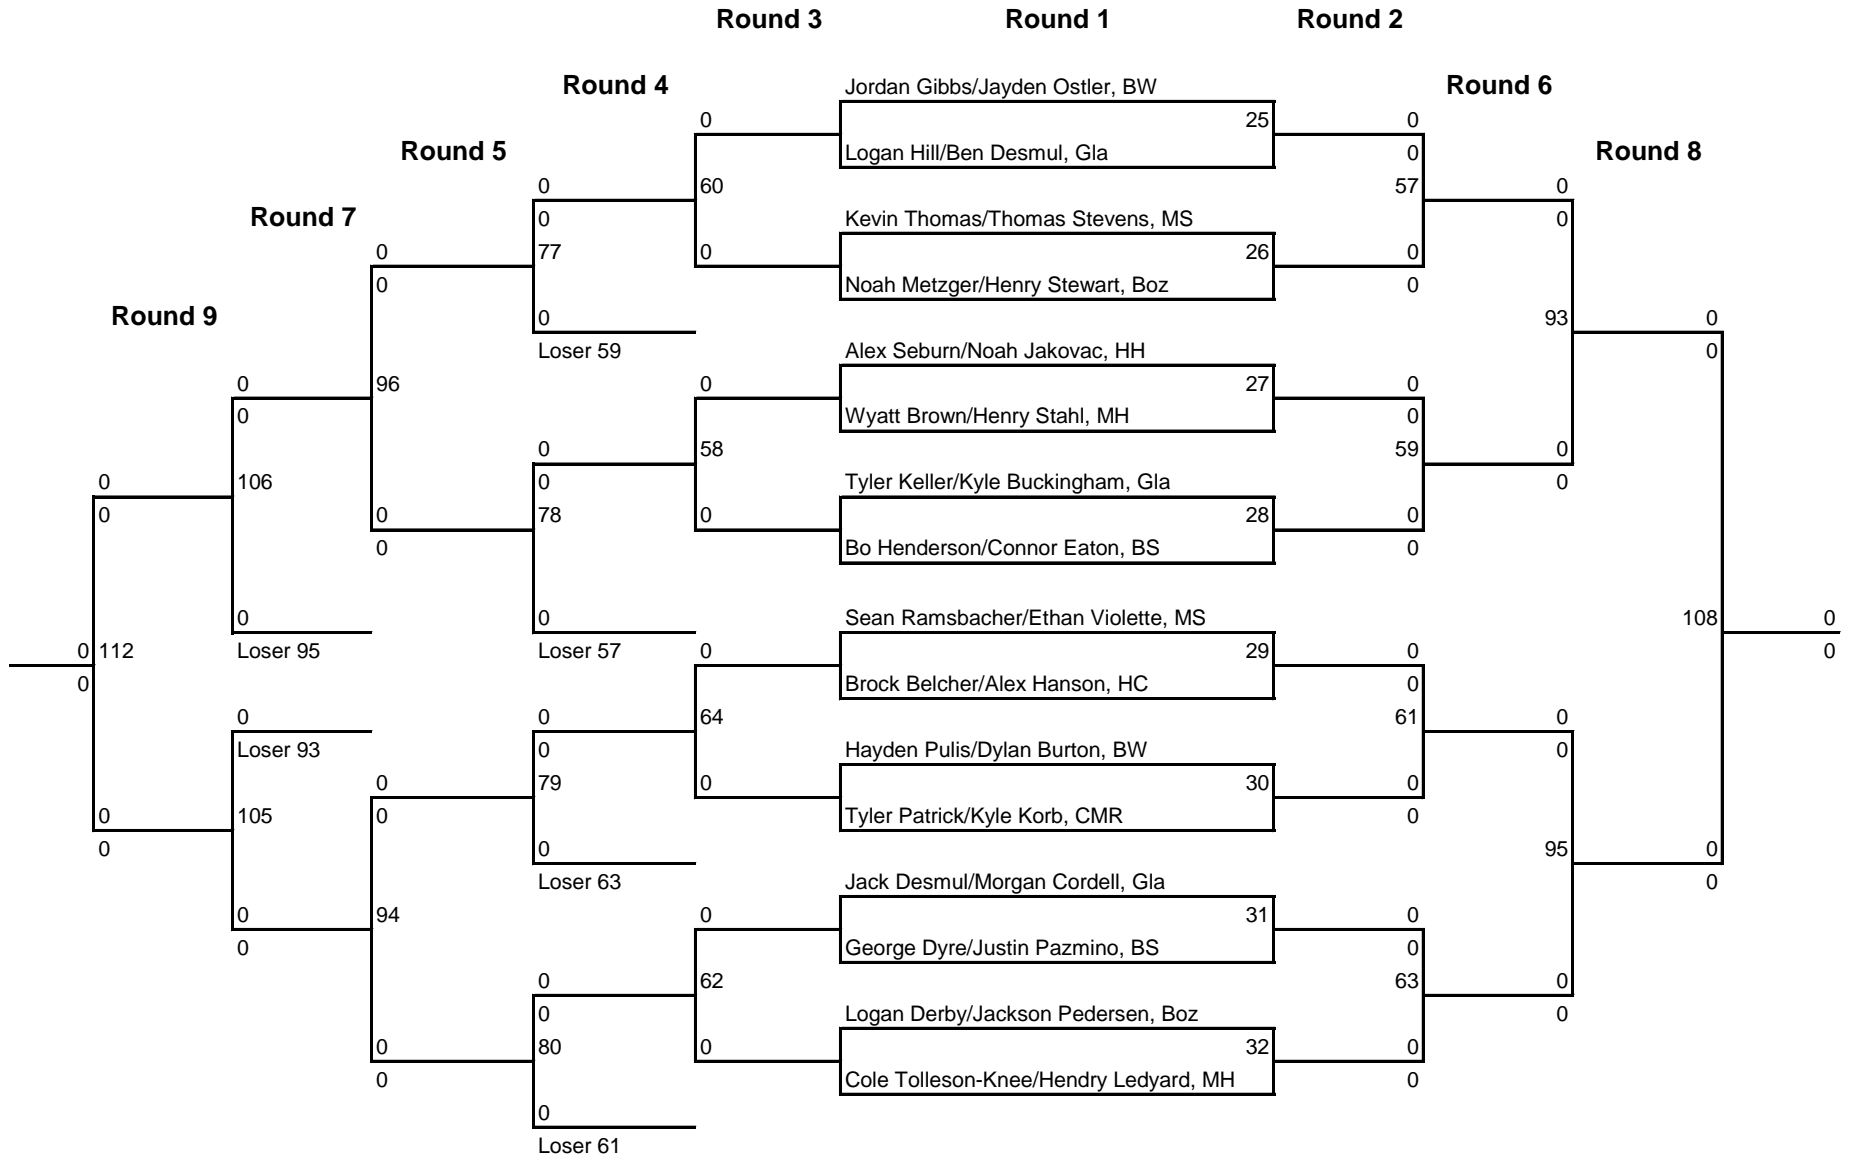 Round 3 Round 1 Round 2
Round 4 Jordan Gibbs/Jayden Ostler, BW Round 6
0 25 0
Round 5 Logan Hill/Ben Desmul, Gla 0 Round 8
0 60 57 0
Round 7 0 Kevin Thomas/Thomas Stevens, MS 0
0 77 0 26 0
0 Noah Metzger/Henry Stewart, Boz 0
Round 9 0 93 0
Loser 59 Alex Seburn/Noah Jakovac, HH 0
0 96 0 27 0
0 Wyatt Brown/Henry Stahl, MH 0
0 58 59 0
0 106 0 Tyler Keller/Kyle Buckingham, Gla 0
0 0 78 0 28 0
0 Bo Henderson/Connor Eaton, BS 0
0 0 Sean Ramsbacher/Ethan Violette, MS 108 0
0 112 Loser 95 Loser 57 0 29 0 0
0 Brock Belcher/Alex Hanson, HC 0
0 0 64 61 0
Loser 93 0 Hayden Pulis/Dylan Burton, BW 0
0 79 0 30 0
0 105 0 Tyler Patrick/Kyle Korb, CMR 0
0 0 95 0
Loser 63 Jack Desmul/Morgan Cordell, Gla 0
0 94 0 31 0
0 George Dyre/Justin Pazmino, BS 0
0 62 63 0
0 Logan Derby/Jackson Pedersen, Boz 0
0 80 0 32 0
0 Cole Tolleson-Knee/Hendry Ledyard, MH 0
0
Loser 61